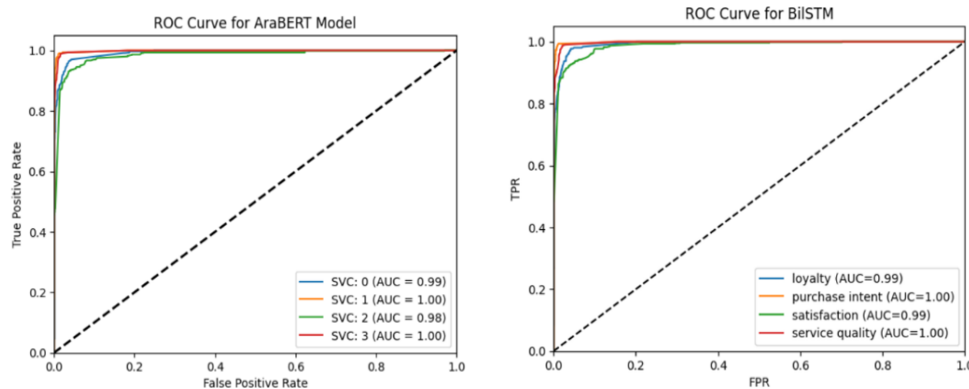 ROC Curve for AraBERT Model
1.0
0.8
0.6
0.4
0.2
0.0
True Positive Rate
SVC: 0 (AUC = 0.99)
SVC: 1 (AUC = 1.00)
SVC: 2 (AUC = 0.98)
SVC: 3 (AUC = 1.00)
0.0 0.2 0.4 0.6 0.8 1.0
False Positive Rate
ROC Curve for BilSTM
1.0
0.8
0.6
0.4
0.2
0.0
TPR
loyalty (AUC=0.99)
purchase intent (AUC=1.00)
satisfaction (AUC=0.99)
service quality (AUC=1.00)
0.0 0.2 0.4 0.6 0.8 1.0
FPR